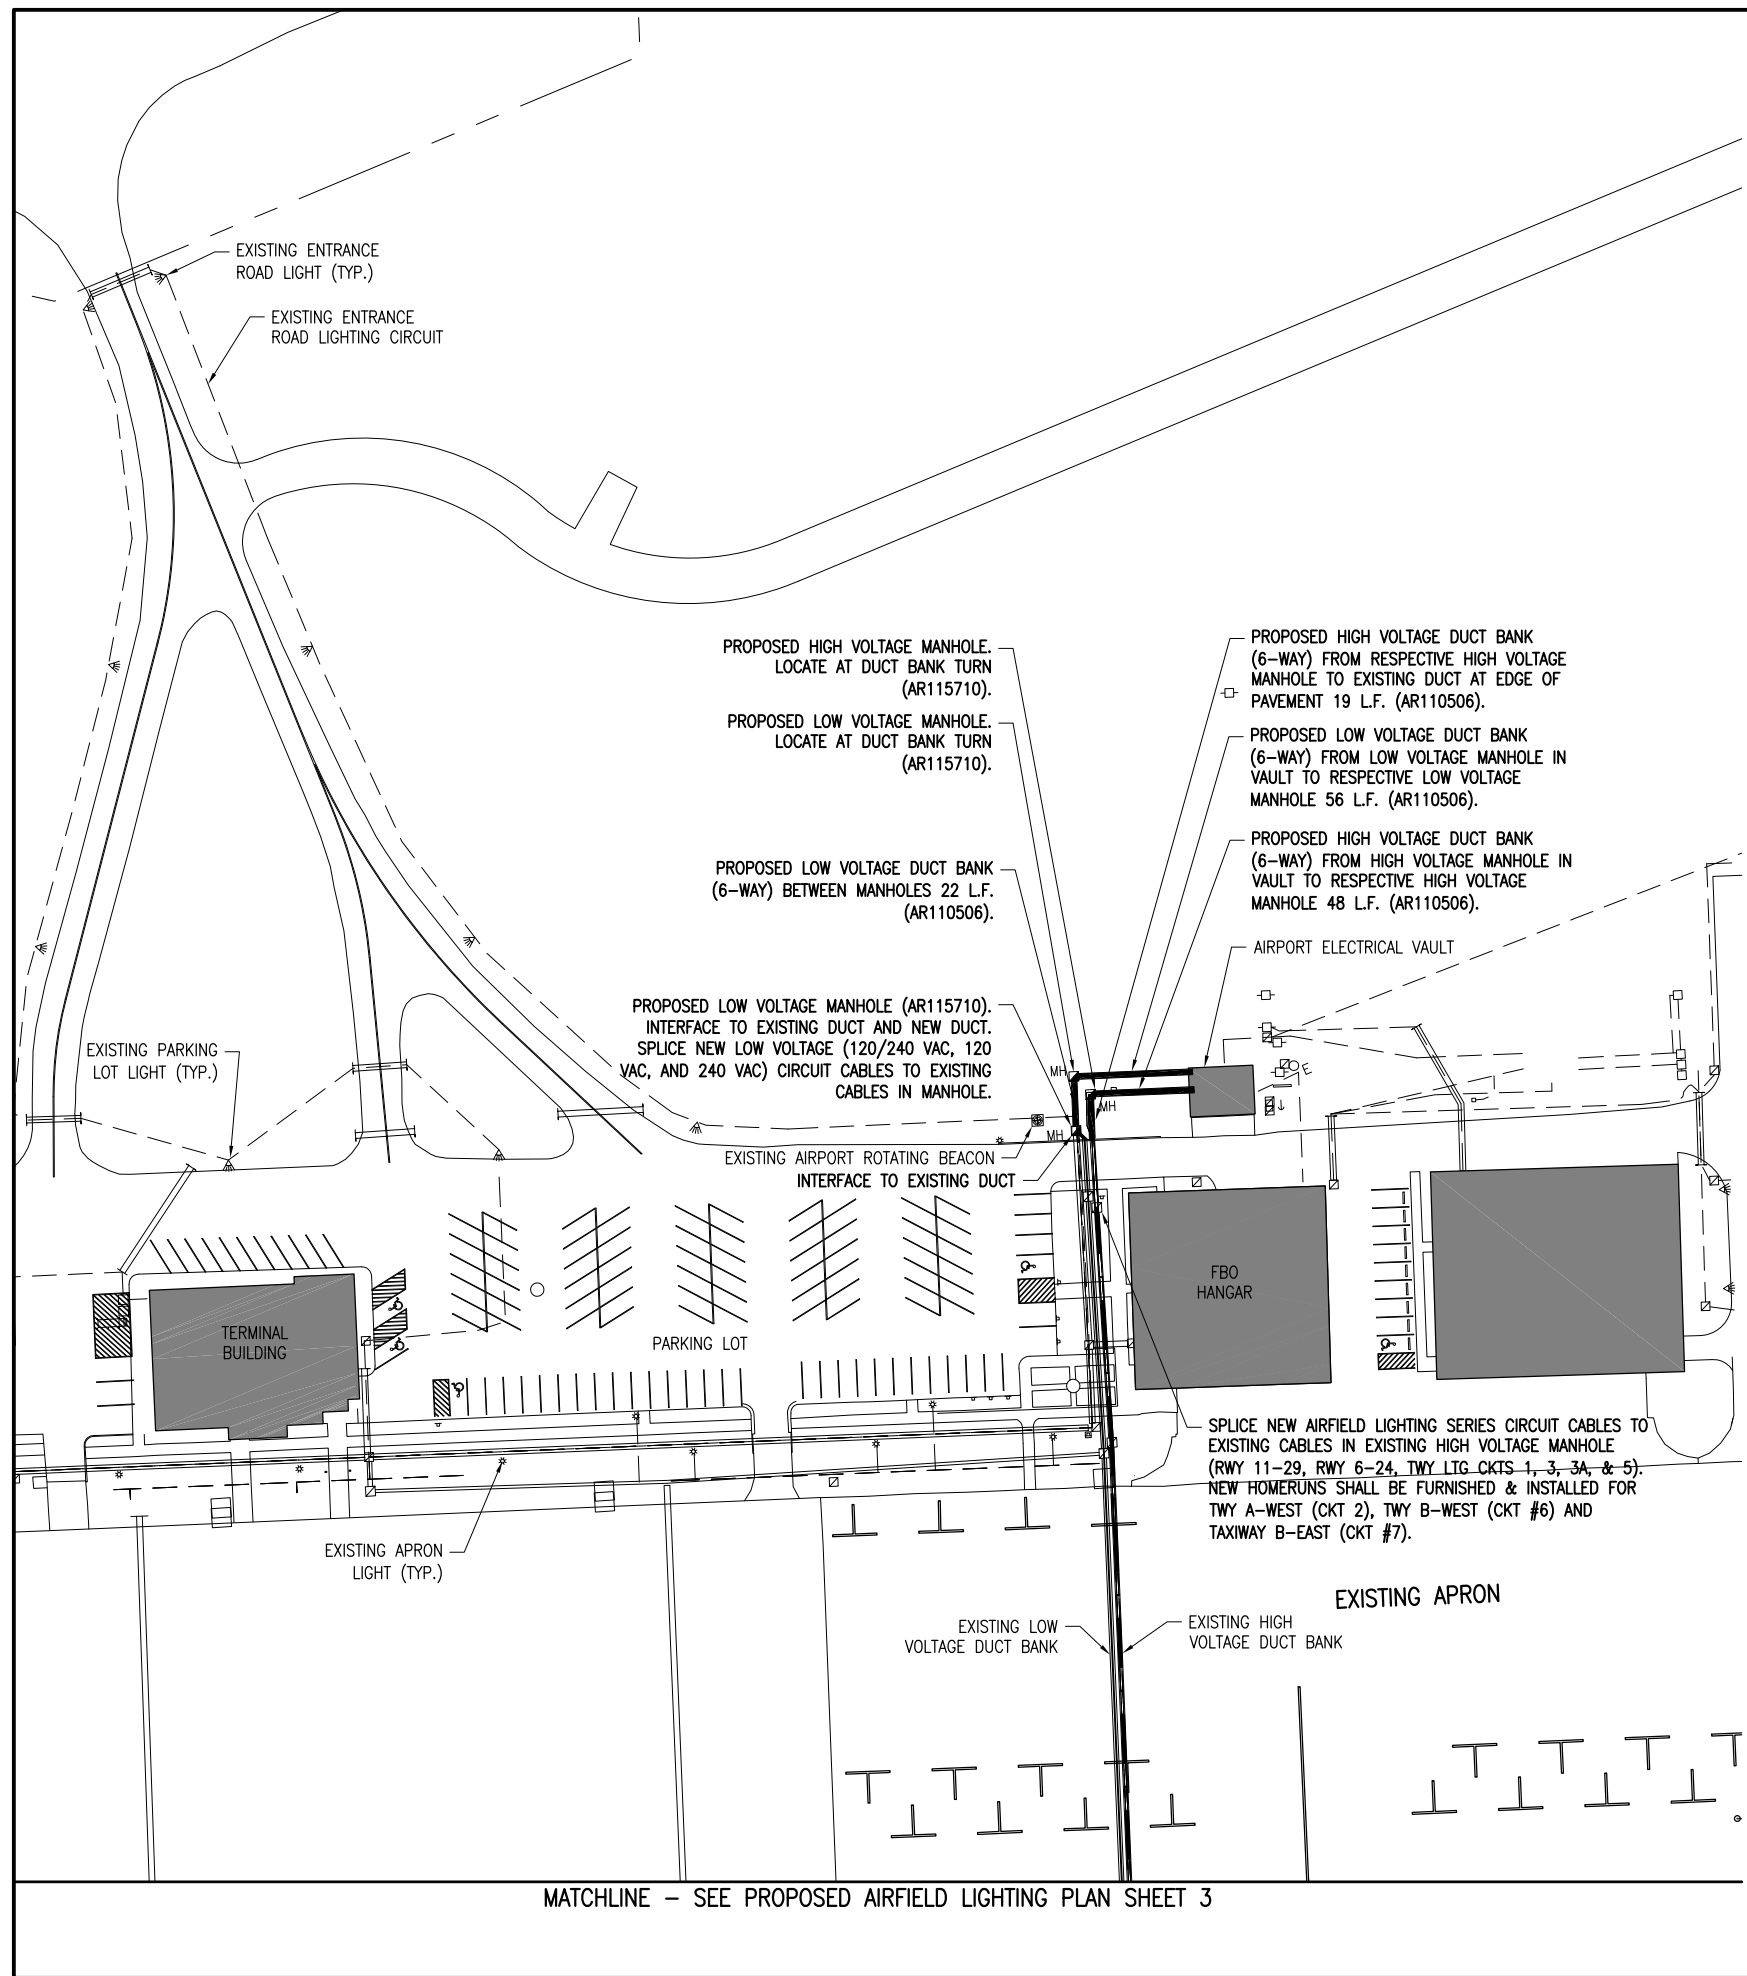 EXISTING ENTRANCE
ROAD LIGHT (TYP.)
EXISTING ENTRANCE
ROAD LIGHTING CIRCUIT
PROPOSED HIGH VOLTAGE MANHOLE.
LOCATE AT DUCT BANK TURN
(AR115710).
PROPOSED LOW VOLTAGE MANHOLE.
LOCATE AT DUCT BANK TURN
(AR115710).
PROPOSED LOW VOLTAGE DUCT BANK
(6-WAY) BETWEEN MANHOLES 22 L.F.
(AR110506).
PROPOSED LOW VOLTAGE MANHOLE (AR115710).
INTERFACE TO EXISTING DUCT AND NEW DUCT.
SPLICE NEW LOW VOLTAGE (120/240 VAC, 120
VAC, AND 240 VAC) CIRCUIT CABLES TO EXISTING
CABLES IN MANHOLE.
PROPOSED HIGH VOLTAGE DUCT BANK
(6-WAY) FROM RESPECTIVE HIGH VOLTAGE
MANHOLE TO EXISTING DUCT AT EDGE OF
PAVEMENT 19 L.F. (AR110506).
PROPOSED LOW VOLTAGE DUCT BANK
(6-WAY) FROM LOW VOLTAGE MANHOLE IN
VAULT TO RESPECTIVE LOW VOLTAGE
MANHOLE 56 L.F. (AR110506).
PROPOSED HIGH VOLTAGE DUCT BANK
(6-WAY) FROM HIGH VOLTAGE MANHOLE IN
VAULT TO RESPECTIVE HIGH VOLTAGE
MANHOLE 48 L.F. (AR110506).
AIRPORT ELECTRICAL VAULT
EXISTING PARKING
LOT LIGHT (TYP.)
MH
MH
MH
E
EXISTING AIRPORT ROTATING BEACON
INTERFACE TO EXISTING DUCT
FBO
HANGAR
TERMINAL
BUILDING
PARKING LOT
SPLICE NEW AIRFIELD LIGHTING SERIES CIRCUIT CABLES TO
EXISTING CABLES IN EXISTING HIGH VOLTAGE MANHOLE
(RWY 11-29, RWY 6-24, TWY LTG CKTS 1, 3, 3A, & 5).
NEW HOMERUNS SHALL BE FURNISHED & INSTALLED FOR
TWY A-WEST (CKT 2), TWY B-WEST (CKT #6) AND
TAXIWAY B-EAST (CKT #7).
EXISTING APRON
LIGHT (TYP.)
EXISTING APRON
EXISTING LOW
VOLTAGE DUCT BANK
EXISTING HIGH
VOLTAGE DUCT BANK
MATCHLINE - SEE PROPOSED AIRFIELD LIGHTING PLAN SHEET 3